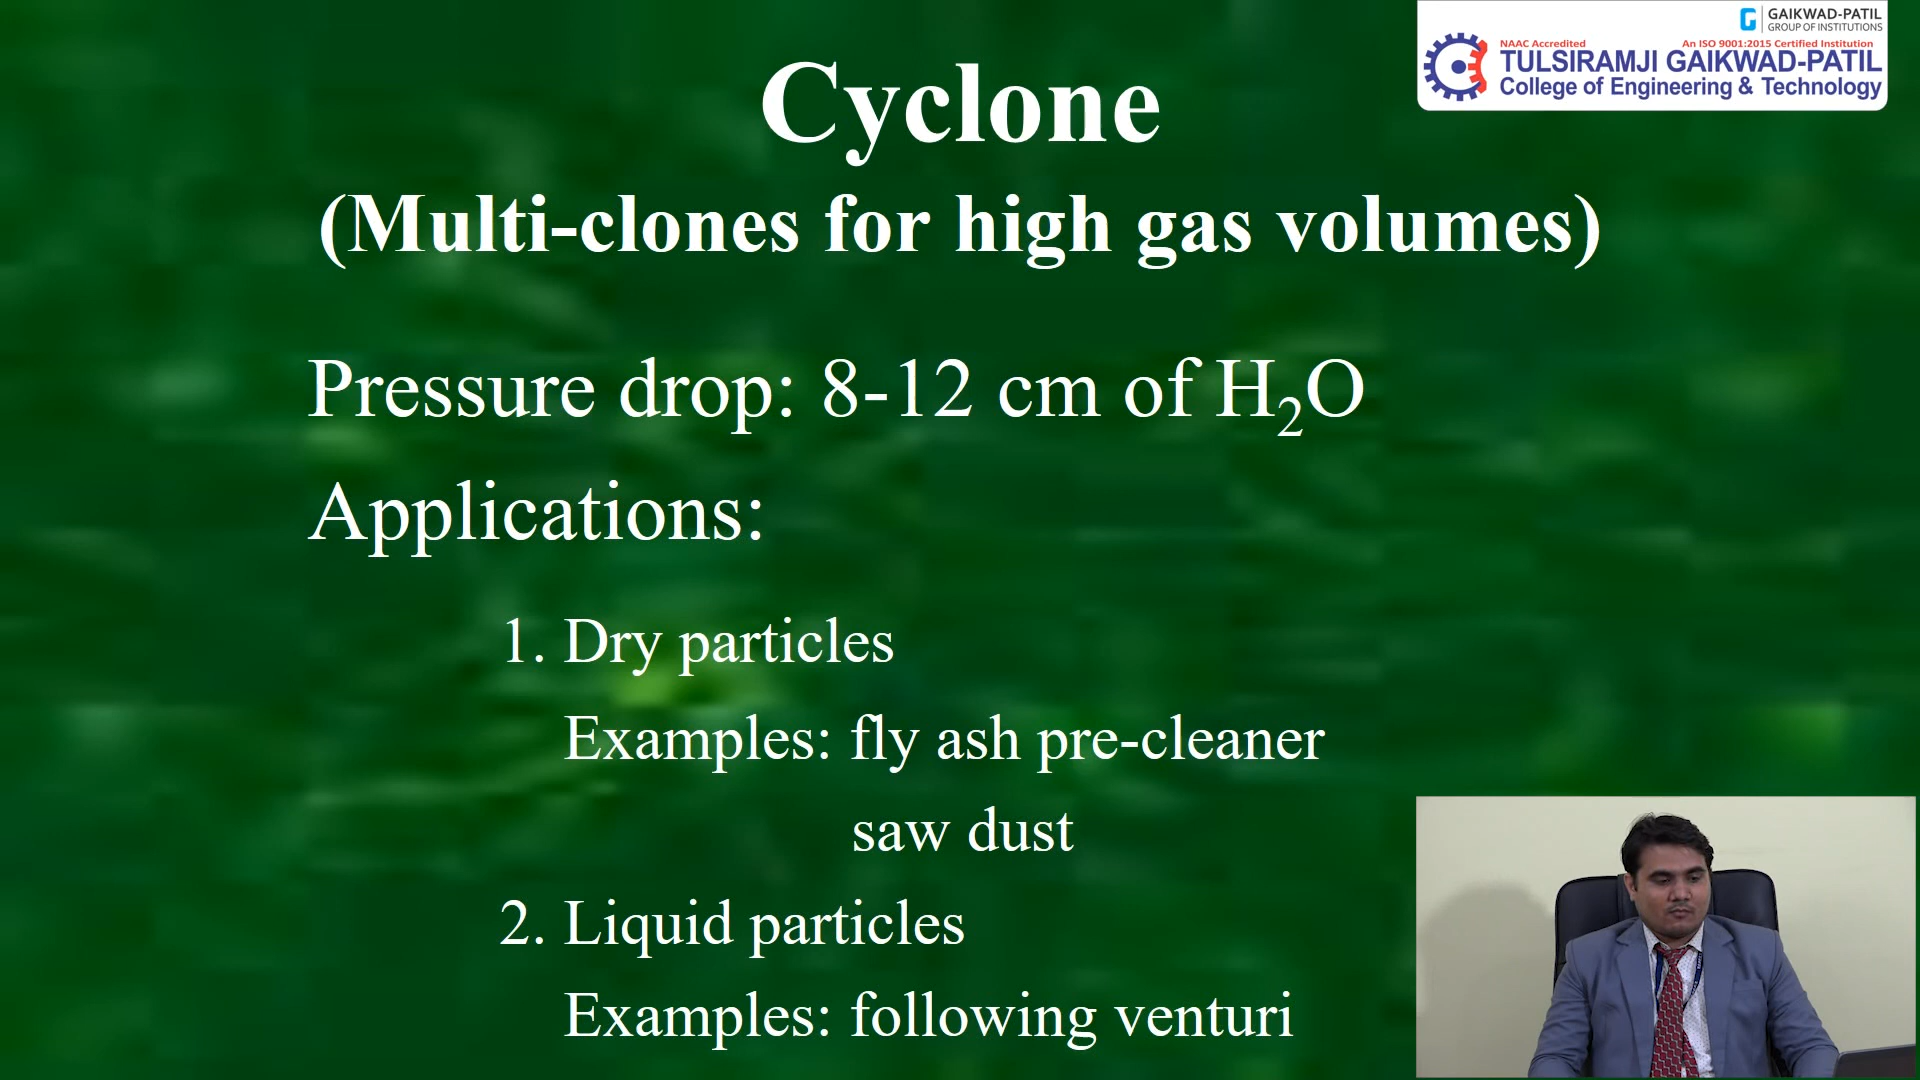 GAIKWAD-PATIL
GROUP OF INSTITUTIONS
NAAC Accredited An ISO 9001:2015 Certified Institution
TULSIRAMJI GAIKWAD-PATIL
College of Engineering & Technology
Cyclone
(Multi-clones for high gas volumes)
Pressure drop: 8-12 cm of H₂O
Applications:
1. Dry particles
Examples: fly ash pre-cleaner
saw dust
2. Liquid particles
Examples: following venturi